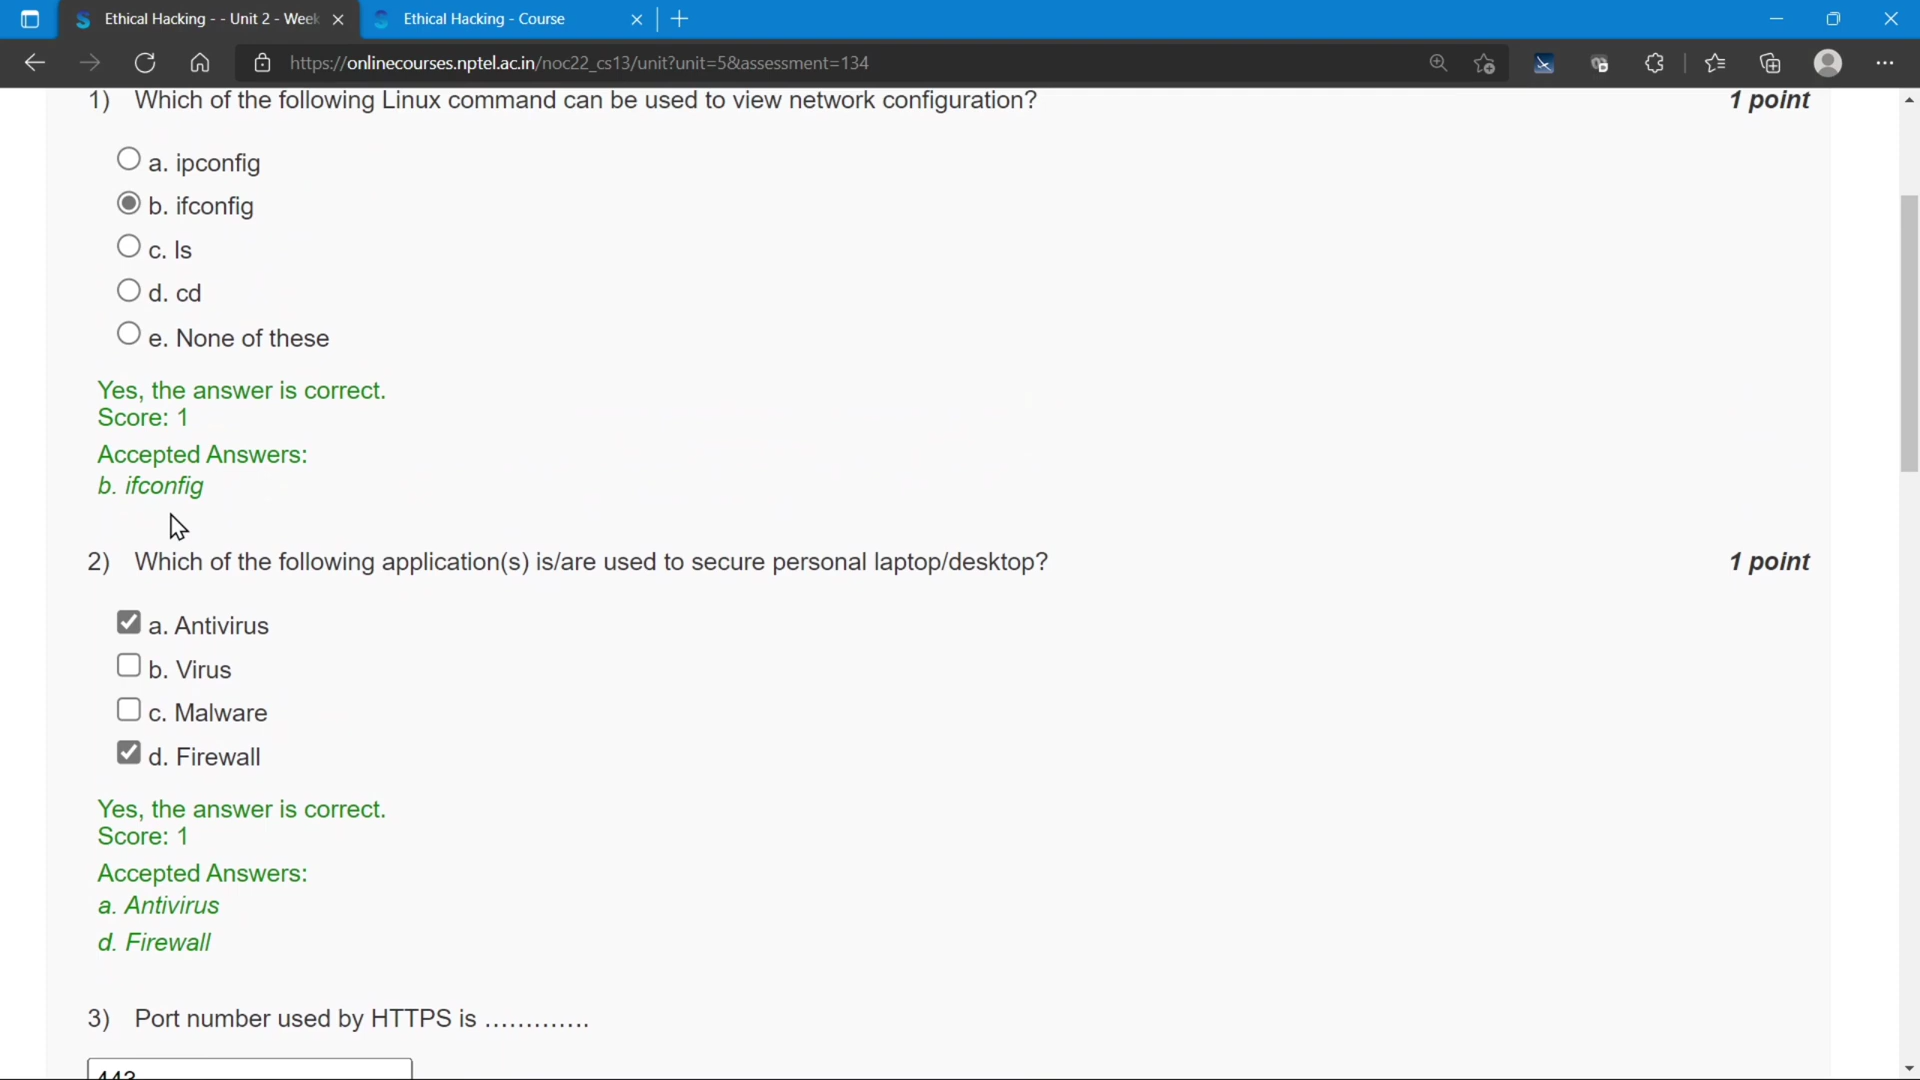 Ethical Hacking - - Unit 2 - Week
Ethical Hacking - Course
https://onlinecourses.nptel.ac.in/noc22_cs13/unit?unit=5&assessment=134
1) Which of the following Linux command can be used to view network configuration? 1 point
a. ipconfig
b. ifconfig
c. ls
d. cd
e. None of these
Yes, the answer is correct.
Score: 1
Accepted Answers:
b. ifconfig
2) Which of the following application(s) is/are used to secure personal laptop/desktop? 1 point
a. Antivirus
b. Virus
c. Malware
d. Firewall
Yes, the answer is correct.
Score: 1
Accepted Answers:
a. Antivirus
d. Firewall
3) Port number used by HTTPS is .............
443